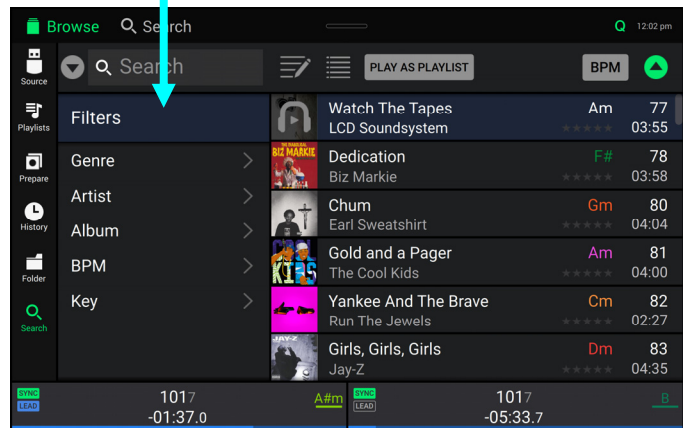 Browse Search Q 12:02 pm
Source
Search PLAY AS PLAYLIST BPM
Playlists
Prepare
History
Folder
Search
Filters
Genre
Artist
Album
BPM
Key
Watch The Tapes Am 77
LCD Soundsystem 03:55
BIZ MARKIE
Dedication F# 78
Biz Markie 03:58
Chum Gm 80
Earl Sweatshirt 04:04
KIDS
Gold and a Pager Am 81
The Cool Kids 04:00
Yankee And The Brave Cm 82
Run The Jewels 02:27
JAY-Z
Girls, Girls, Girls Dm 83
Jay-Z 04:35
SYNC 1017 A#m SYNC 1017 B
LEAD -01:37.0 LEAD -05:33.7